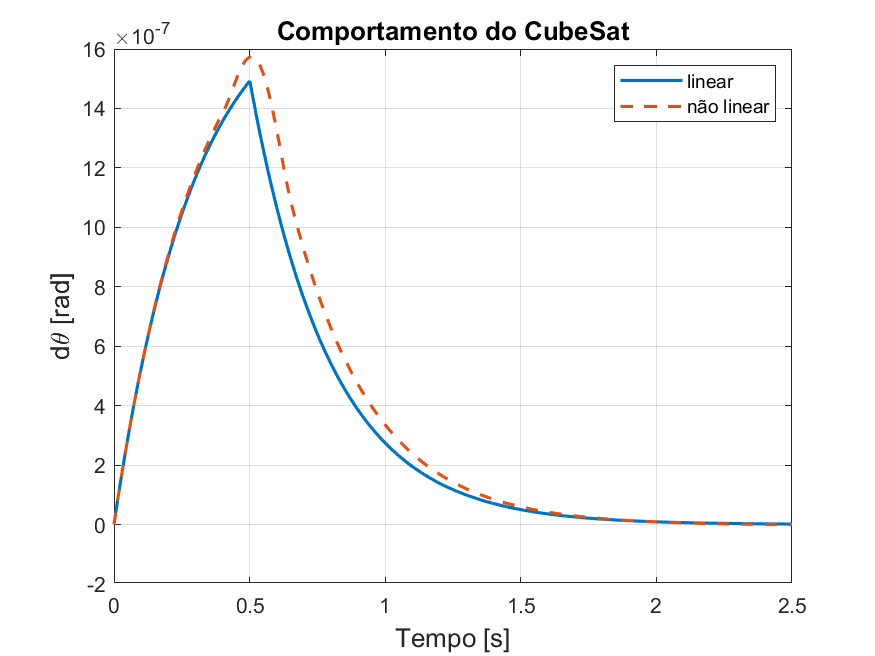 Comportamento do CubeSat
×10-7
16
14
12
10
8
6
4
2
0
-2
dθ [rad]
linear
não linear
0 0.5 1 1.5 2 2.5
Tempo [s]